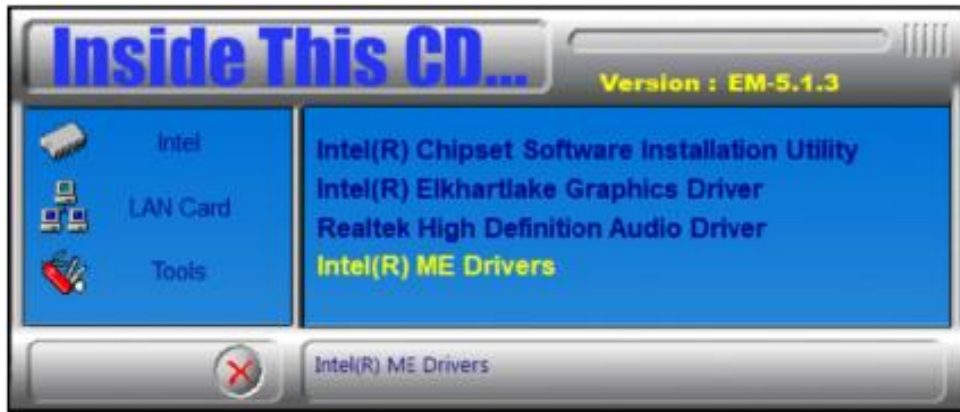 Inside This CD...
Version : EM-5.1.3
Intel
LAN Card
Tools
Intel(R) Chipset Software Installation Utility
Intel(R) Elkhartlake Graphics Driver
Realtek High Definition Audio Driver
Intel(R) ME Drivers
Intel(R) ME Drivers